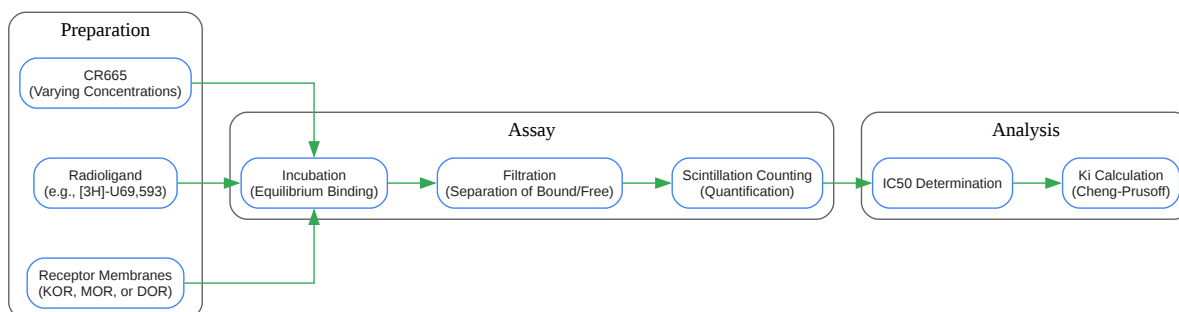 Preparation
CR665
(Varying Concentrations)
Radioligand
(e.g., [3H]-U69,593)
Receptor Membranes
(KOR, MOR, or DOR)
Assay
Incubation
(Equilibrium Binding)
Filtration
(Separation of Bound/Free)
Scintillation Counting
(Quantification)
Analysis
IC50 Determination
Ki Calculation
(Cheng-Prusoff)